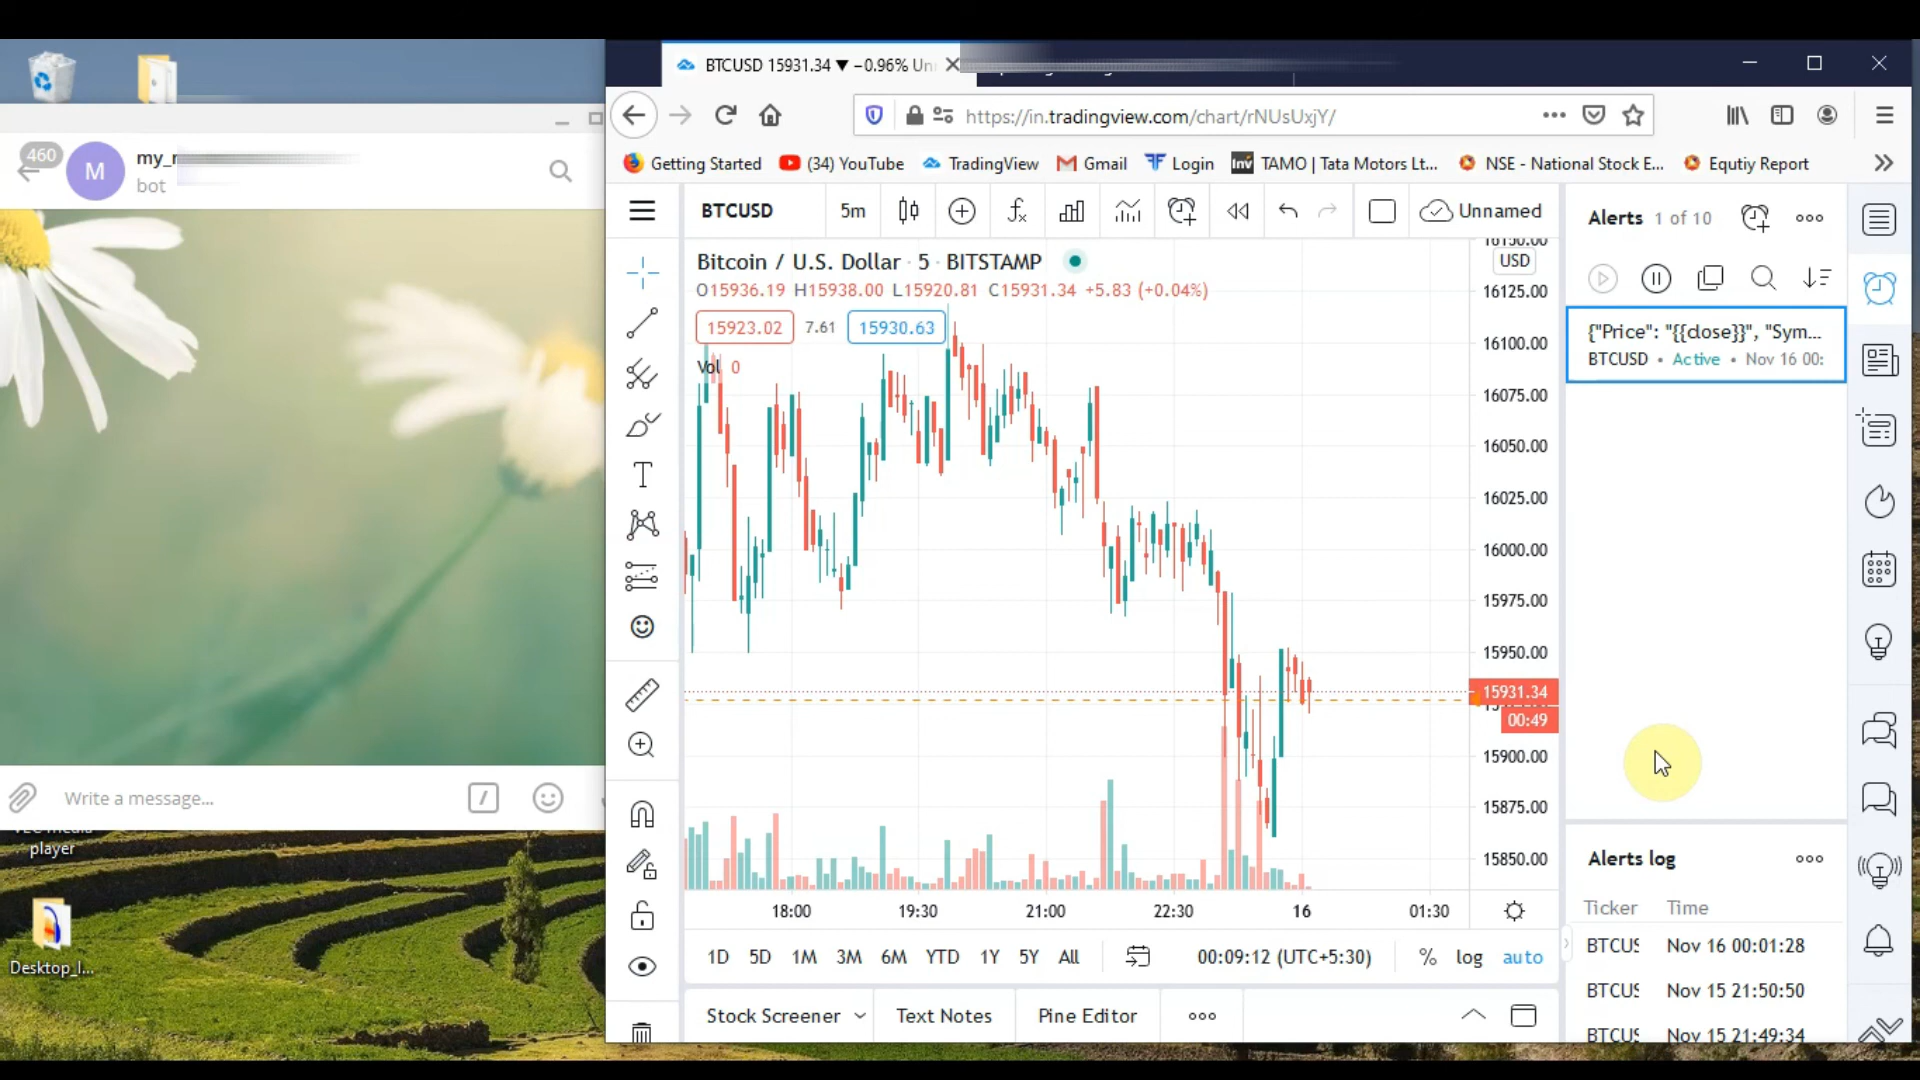 460
M
my_
bot
Write a message...
player
Desktop_l...
BTCUSD 15931.34 ▼ −0.96% Un
https://in.tradingview.com/chart/rNUsUxjY/
Getting Started
(34) YouTube
TradingView
Gmail
Login
Inv
TAMO | Tata Motors Lt...
NSE - National Stock E...
Equtiy Report
BTCUSD
5m
Unnamed
Bitcoin / U.S. Dollar · 5 · BITSTAMP
O15936.19 H15938.00 L15920.81 C15931.34 +5.83 (+0.04%)
15923.02
7.61
15930.63
Vol 0
16150.00
USD
16125.00
16100.00
16075.00
16050.00
16025.00
16000.00
15975.00
15950.00
15931.34
00:49
15900.00
15875.00
15850.00
18:00
19:30
21:00
22:30
16
01:30
1D 5D 1M 3M 6M YTD 1Y 5Y All
00:09:12 (UTC+5:30)
% log auto
Stock Screener
Text Notes
Pine Editor
Alerts 1 of 10
{"Price": "{{close}}", "Sym...
BTCUSD • Active • Nov 16 00:
Alerts log
Ticker Time
BTCUS Nov 16 00:01:28
BTCUS Nov 15 21:50:50
BTCUS Nov 15 21:49:34